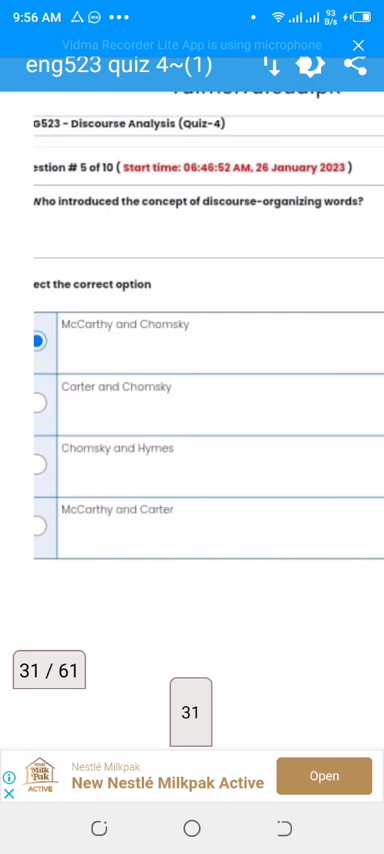 9:56 AM
93
B/s
Vidma Recorder Lite App is using microphone
eng523 quiz 4~(1)
G523 - Discourse Analysis (Quiz-4)
estion # 5 of 10 ( Start time: 06:46:52 AM, 26 January 2023 )
Who introduced the concept of discourse-organizing words?
ect the correct option
McCarthy and Chomsky
Carter and Chomsky
Chomsky and Hymes
McCarthy and Carter
31 / 61
31
Nestlé Milkpak
New Nestlé Milkpak Active
Open
ACTIVE